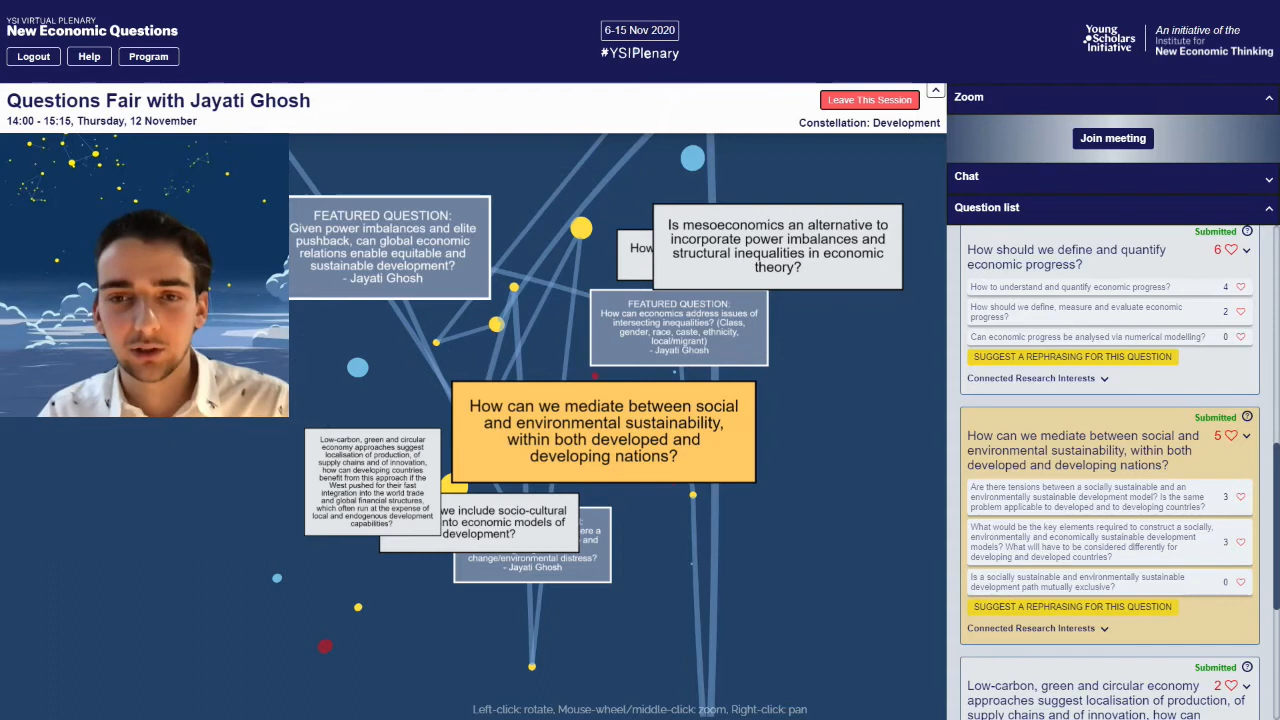 YSI VIRTUAL PLENARY
New Economic Questions
Logout
Help
Program
6-15 Nov 2020
#YSIPlenary
Young
Scholars
Initiative
An initiative of the
Institute for
New Economic Thinking
Questions Fair with Jayati Ghosh
14:00 - 15:15, Thursday, 12 November
Leave This Session
Constellation: Development
FEATURED QUESTION:
Given power imbalances and elite
pushback, can global economic
relations enable equitable and
sustainable development?
- Jayati Ghosh
How
Is mesoeconomics an alternative to
incorporate power imbalances and
structural inequalities in economic
theory?
FEATURED QUESTION:
How can economics address issues of
intersecting inequalities? (Class,
gender, race, caste, ethnicity,
local/migrant)
- Jayati Ghosh
How can we mediate between social
and environmental sustainability,
within both developed and
developing nations?
Low-carbon, green and circular
economy approaches suggest
localisation of production, of
supply chains and of innovation,
how can developing countries
benefit from this approach if the
West pushed for their fast
integration into the world trade
and global financial structures,
which often run at the expense of
local and endogenous development
capabilities?
we include socio-cultural
into economic models of
development?
and
change/environmental distress?
- Jayati Ghosh
Left-click: rotate, Mouse-wheel/middle-click: zoom, Right-click: pan
Zoom
Join meeting
Chat
Question list
Submitted
How should we define and quantify
economic progress?
6
How to understand and quantify economic progress?
4
How should we define, measure and evaluate economic
progress?
2
Can economic progress be analysed via numerical modelling?
0
SUGGEST A REPHRASING FOR THIS QUESTION
Connected Research Interests
Submitted
How can we mediate between social and
environmental sustainability, within both
developed and developing nations?
5
Are there tensions between a socially sustainable and an
environmentally sustainable development model? Is the same
problem applicable to developed and to developing countries?
3
What would be the key elements required to construct a socially,
environmentally and economically sustainable development
models? What will have to be considered differently for
developing and developed countries?
3
Is a socially sustainable and environmentally sustainable
development path mutually exclusive?
0
SUGGEST A REPHRASING FOR THIS QUESTION
Connected Research Interests
Submitted
Low-carbon, green and circular economy
approaches suggest localisation of production, of
supply chains and of innovation, how can
2